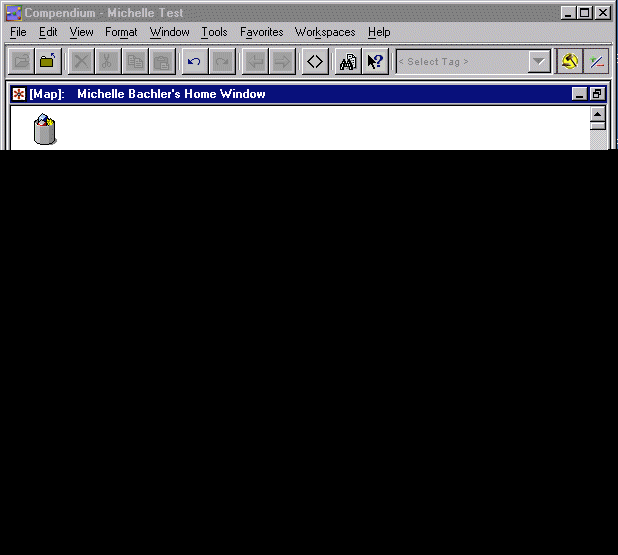 Compendium - Michelle Test
File Edit View Format Window Tools Favorites Workspaces Help
< Select Tag >
[Map]: Michelle Bachler's Home Window